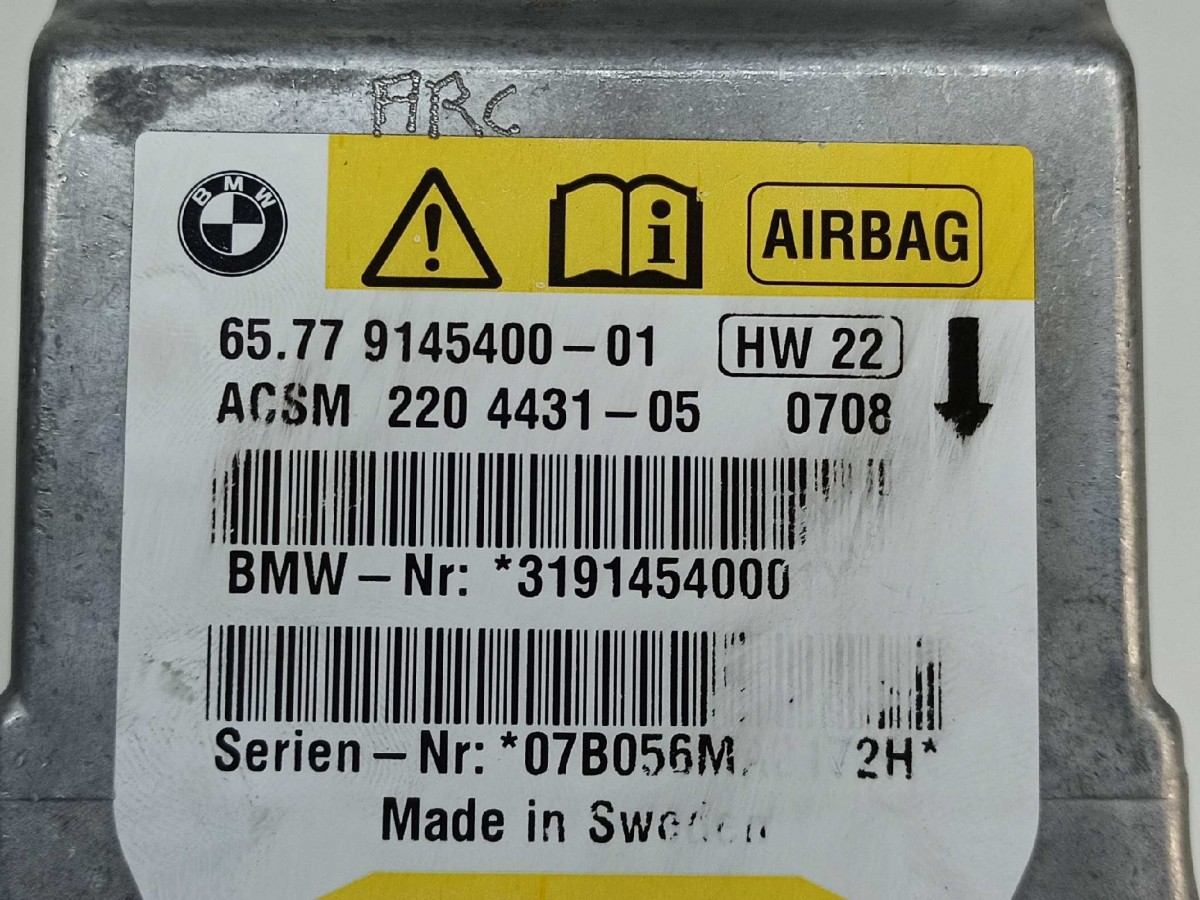 ARC
BMW
AIRBAG
65.77 9145400-01 HW 22
ACSM 220 4431-05 0708
BMW-Nr: *3191454000
Serien-Nr:
Made in Sweden